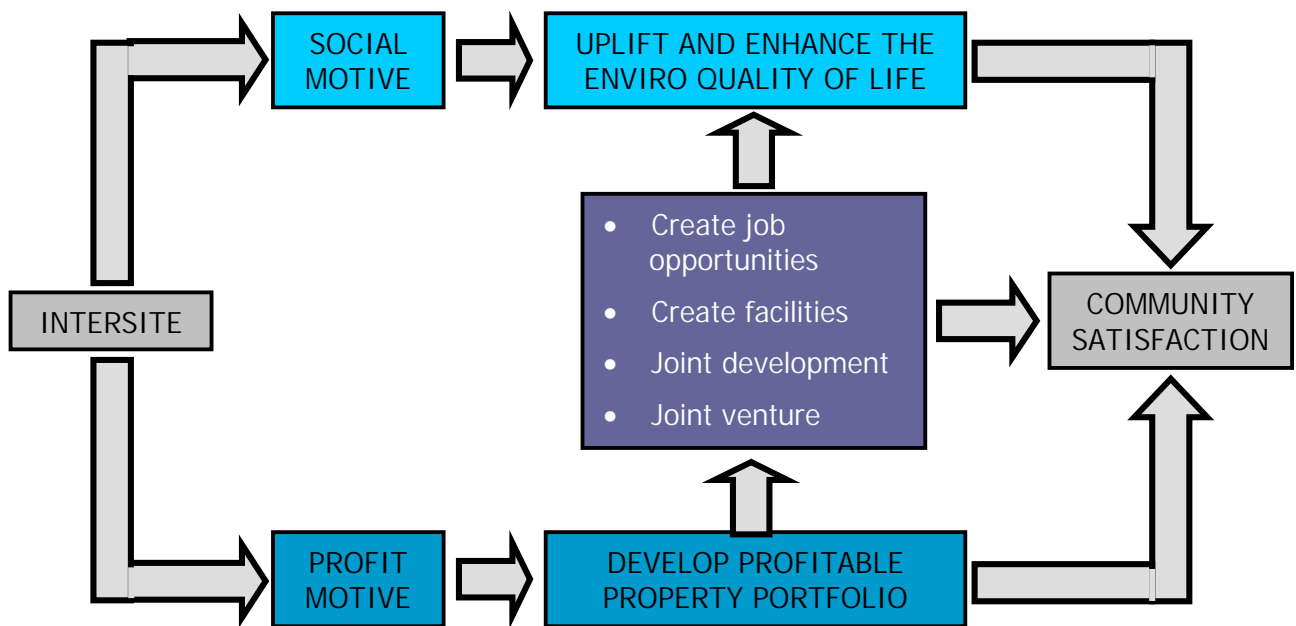 SOCIAL
MOTIVE
UPLIFT AND ENHANCE THE
ENVIRO QUALITY OF LIFE
• Create job
opportunities
• Create facilities
• Joint development
• Joint venture
INTERSITE
COMMUNITY
SATISFACTION
PROFIT
MOTIVE
DEVELOP PROFITABLE
PROPERTY PORTFOLIO